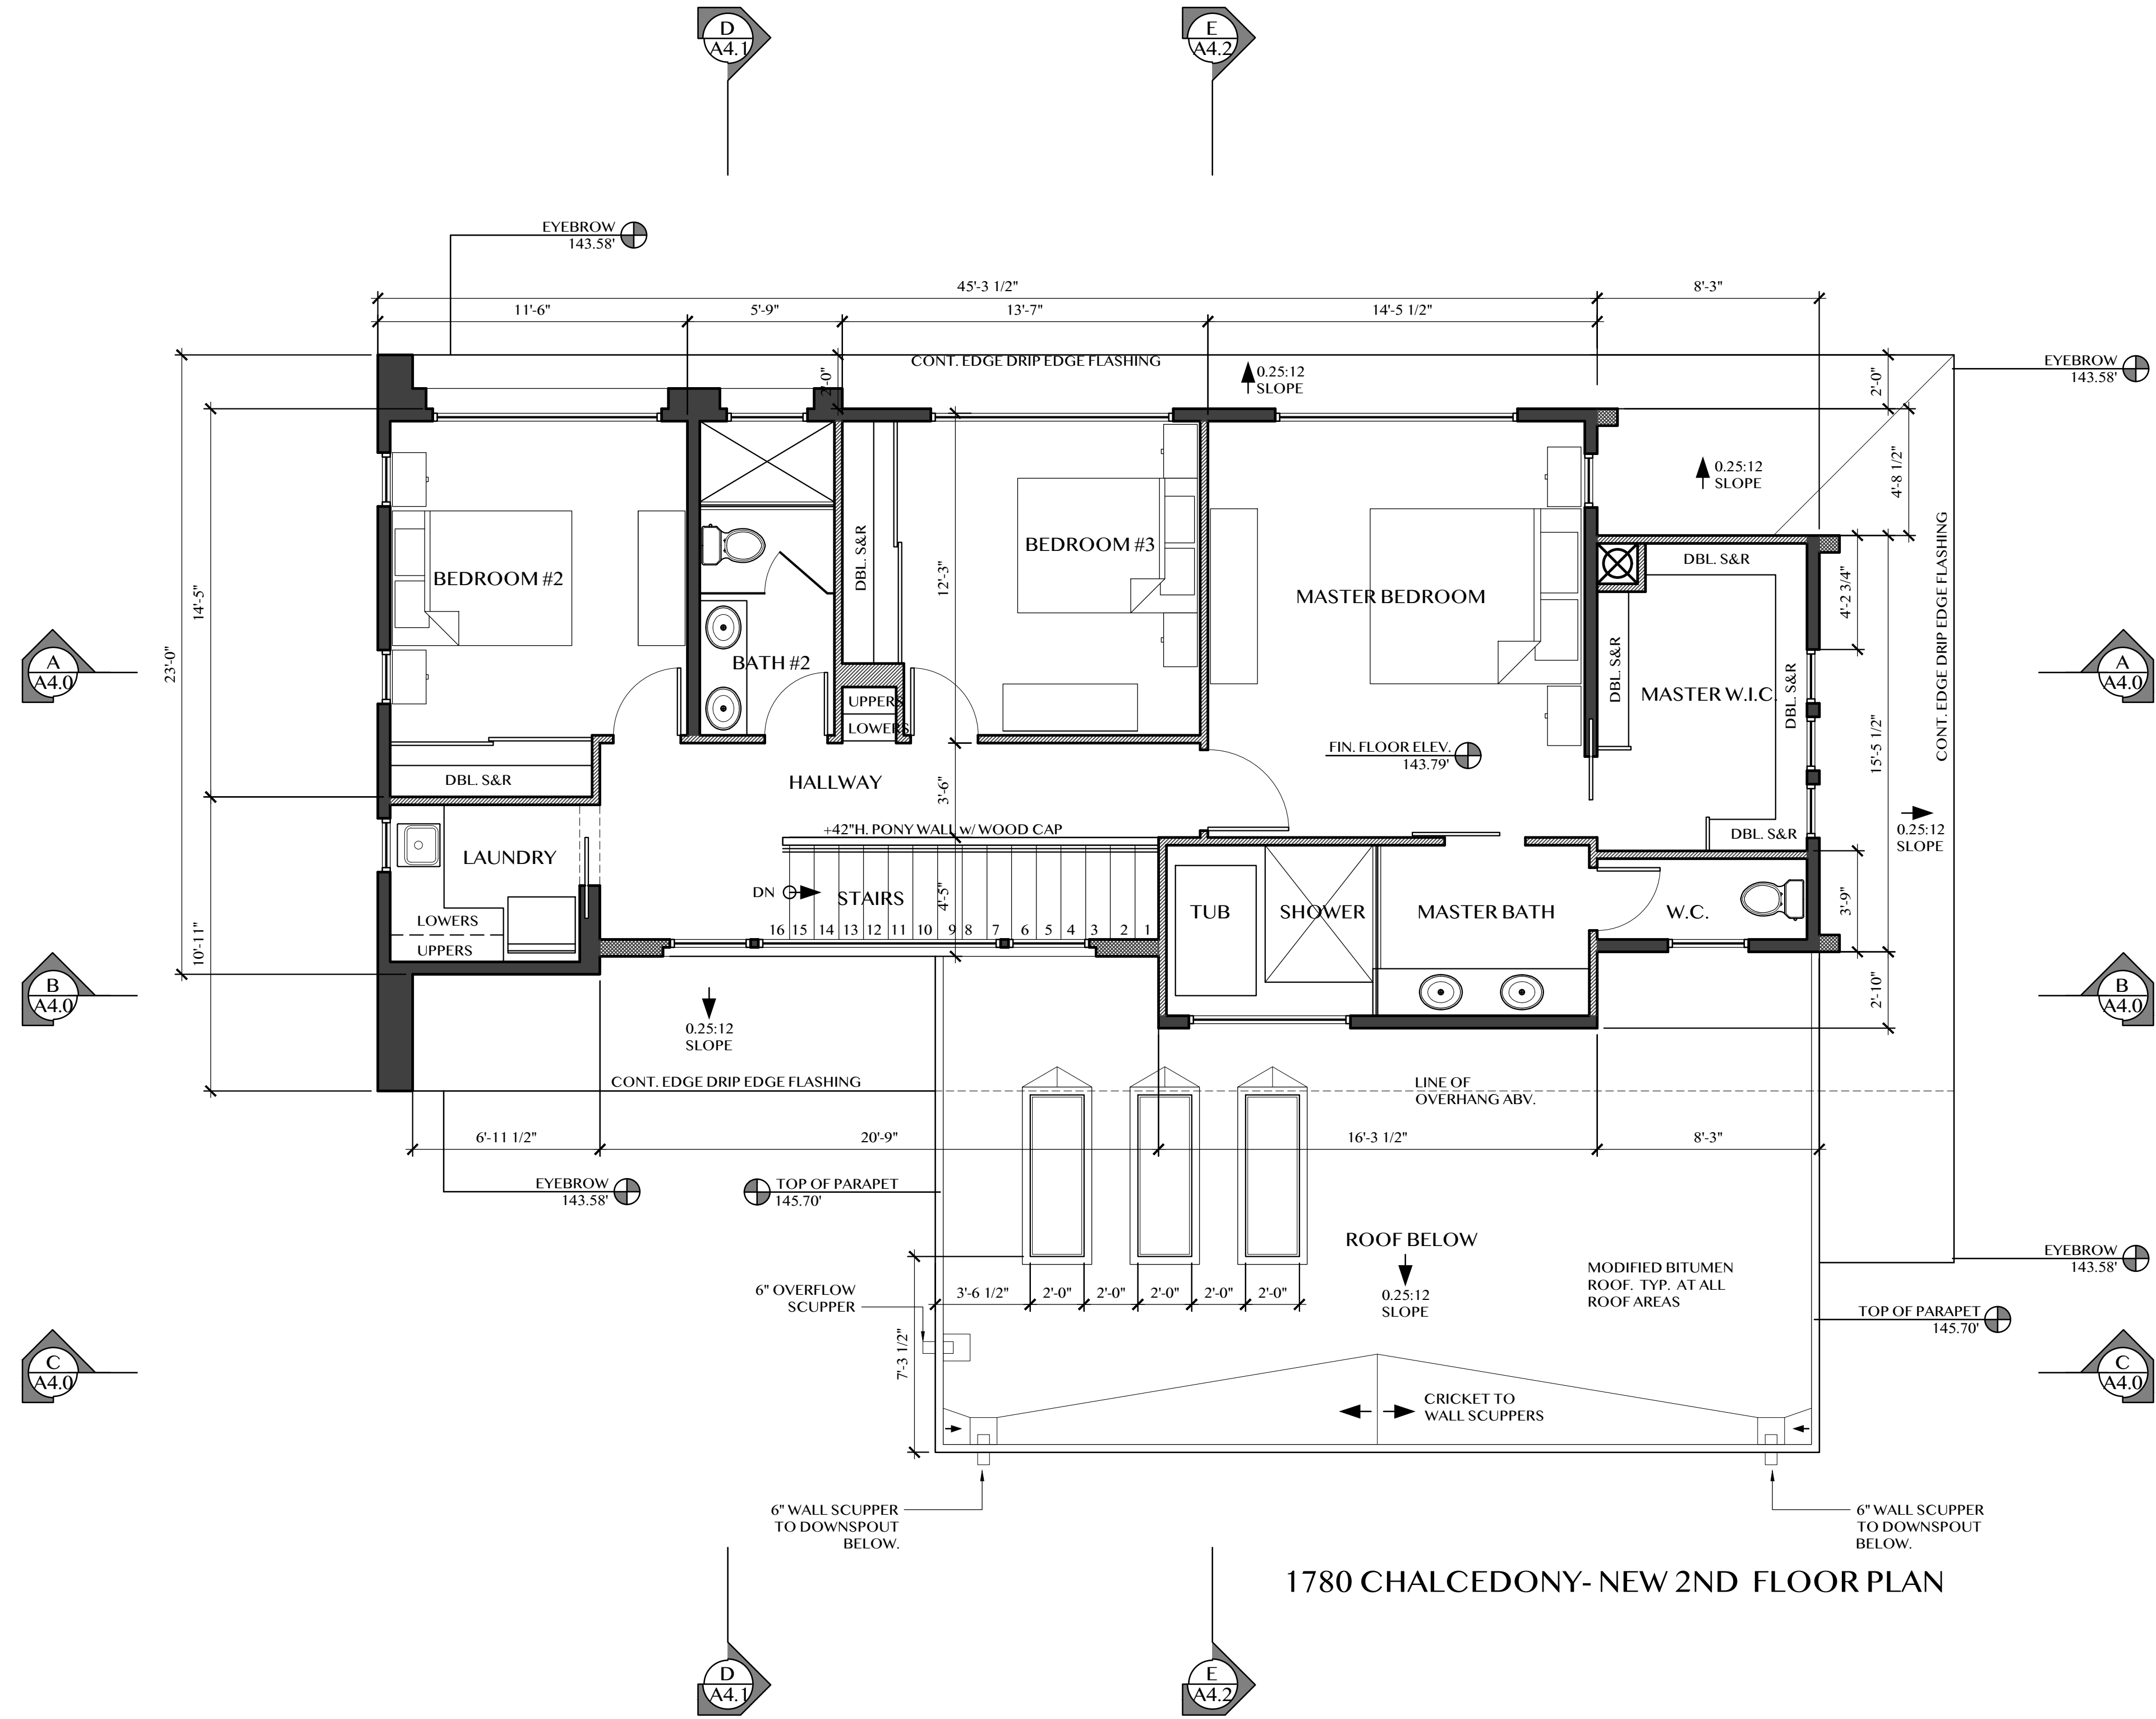 D
A4.1
E
A4.2
EYEBROW
143.58'
45'-3 1/2"
8'-3"
11'-6"
5'-9"
13'-7"
14'-5 1/2"
CONT. EDGE DRIP EDGE FLASHING
0.25:12
SLOPE
EYEBROW
143.58'
2'-0"
2'-0"
0.25:12
SLOPE
4'-8 1/2"
CONT. EDGE DRIP EDGE FLASHING
BEDROOM #2
DBL. S&R
BEDROOM #3
12'-3"
MASTER BEDROOM
DBL. S&R
4'-2 3/4"
14'-5"
23'-0"
A
A4.0
BATH #2
UPPERS
LOWERS
DBL. S&R
MASTER W.I.C.
DBL. S&R
A
A4.0
15'-5 1/2"
FIN. FLOOR ELEV.
143.79'
DBL. S&R
HALLWAY
3'-6"
+42"H. PONY WALL w/ WOOD CAP
DBL. S&R
0.25:12
SLOPE
LAUNDRY
DN
STAIRS
4'-5"
LOWERS
UPPERS
16 15 14 13 12 11 10 9 8 7 6 5 4 3 2 1
TUB
SHOWER
MASTER BATH
W.C.
3'-9"
10'-11"
B
A4.0
2'-10"
B
A4.0
0.25:12
SLOPE
CONT. EDGE DRIP EDGE FLASHING
LINE OF
OVERHANG ABV.
6'-11 1/2"
20'-9"
16'-3 1/2"
8'-3"
EYEBROW
143.58'
TOP OF PARAPET
145.70'
ROOF BELOW
0.25:12
SLOPE
MODIFIED BITUMEN
ROOF. TYP. AT ALL
ROOF AREAS
EYEBROW
143.58'
6" OVERFLOW
SCUPPER
3'-6 1/2"
2'-0"
2'-0"
2'-0"
2'-0"
2'-0"
TOP OF PARAPET
145.70'
7'-3 1/2"
C
A4.0
C
A4.0
CRICKET TO
WALL SCUPPERS
6" WALL SCUPPER
TO DOWNSPOUT
BELOW.
6" WALL SCUPPER
TO DOWNSPOUT
BELOW.
1780 CHALCEDONY- NEW 2ND FLOOR PLAN
D
A4.1
E
A4.2